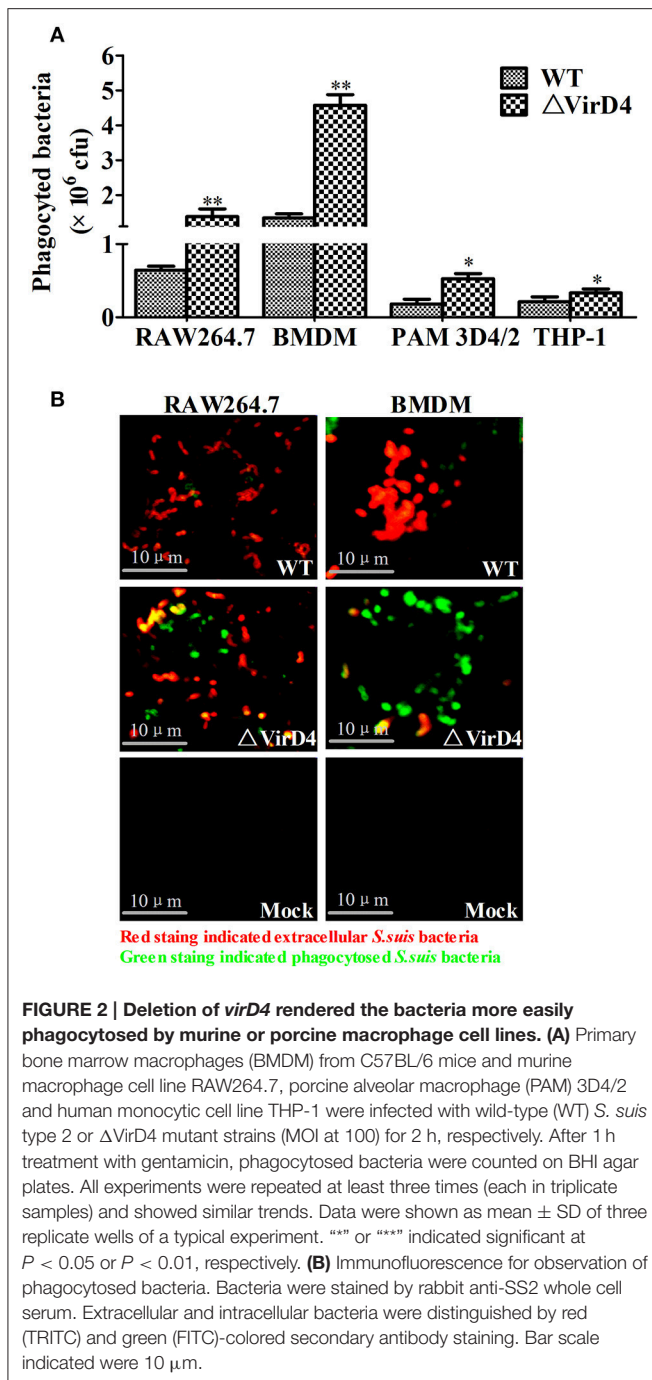 A
6
5
4
3
2
1
0
Phagocyted bacteria
(× 10⁶ cfu)
**
**
*
*
WT
△VirD4
RAW264.7 BMDM PAM 3D4/2 THP-1
B
RAW264.7 BMDM
10 μm WT
10 μm WT
10 μm △VirD4
10 μm △VirD4
10 μm Mock
10 μm Mock
Red staing indicated extracellular S.suis bacteria
Green staing indicated phagocytosed S.suis bacteria
FIGURE 2 | Deletion of virD4 rendered the bacteria more easily
phagocytosed by murine or porcine macrophage cell lines. (A) Primary
bone marrow macrophages (BMDM) from C57BL/6 mice and murine
macrophage cell line RAW264.7, porcine alveolar macrophage (PAM) 3D4/2
and human monocytic cell line THP-1 were infected with wild-type (WT) S. suis
type 2 or ΔVirD4 mutant strains (MOI at 100) for 2 h, respectively. After 1 h
treatment with gentamicin, phagocytosed bacteria were counted on BHI agar
plates. All experiments were repeated at least three times (each in triplicate
samples) and showed similar trends. Data were shown as mean ± SD of three
replicate wells of a typical experiment. “*” or “**” indicated significant at
P < 0.05 or P < 0.01, respectively. (B) Immunofluorescence for observation of
phagocytosed bacteria. Bacteria were stained by rabbit anti-SS2 whole cell
serum. Extracellular and intracellular bacteria were distinguished by red
(TRITC) and green (FITC)-colored secondary antibody staining. Bar scale
indicated were 10 μm.